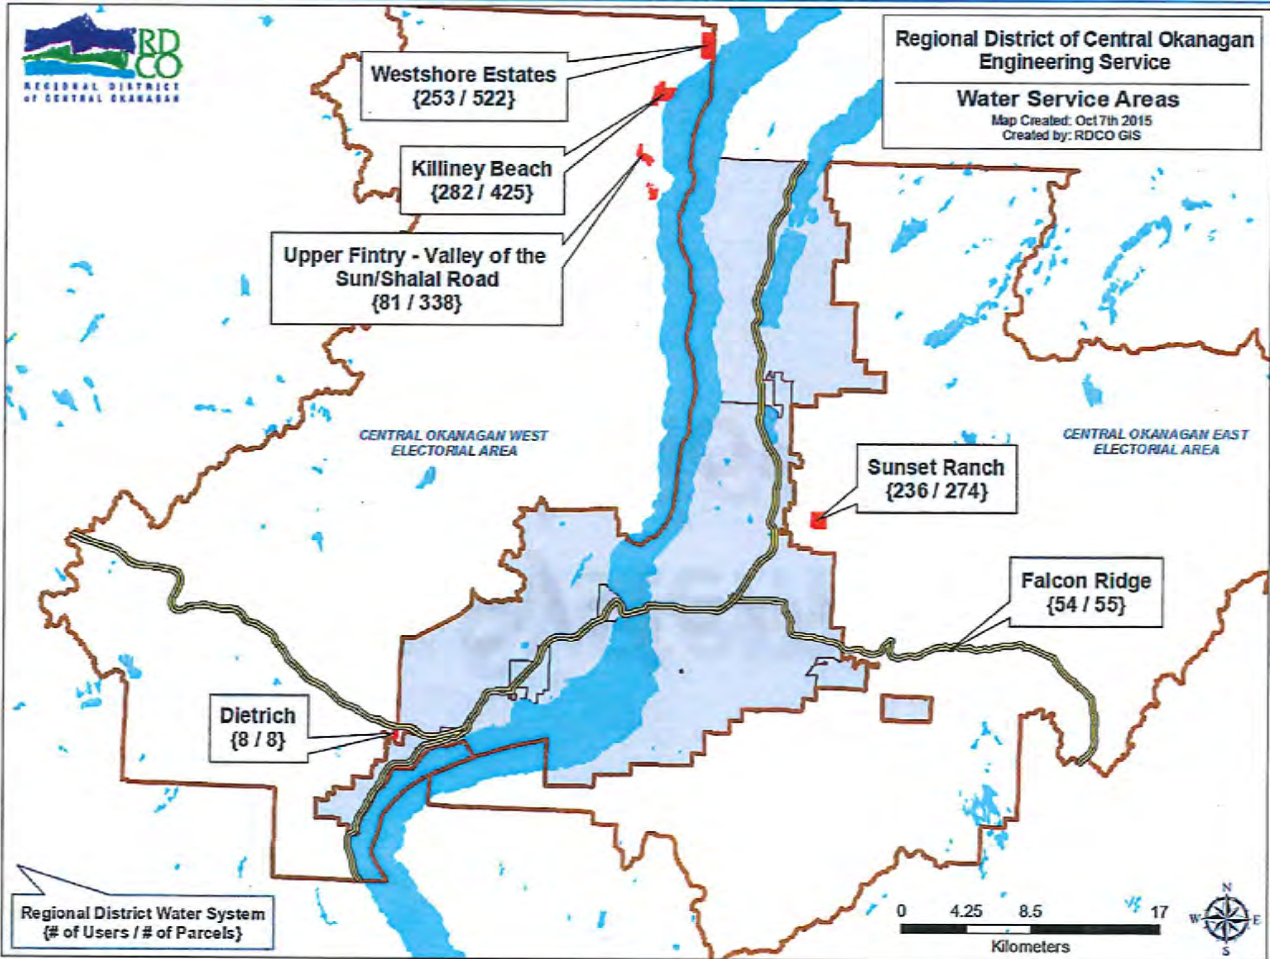 RD
CO
REGIONAL DISTRICT
of CENTRAL OKANAGAN
Regional District of Central Okanagan
Engineering Service
Water Service Areas
Map Created: Oct 7th 2015
Created by: RDCO GIS
Westshore Estates
{253 / 522}
Killiney Beach
{282 / 425}
Upper Fintry - Valley of the
Sun/Shalal Road
{81 / 338}
CENTRAL OKANAGAN WEST
ELECTORIAL AREA
CENTRAL OKANAGAN EAST
ELECTORIAL AREA
Sunset Ranch
{236 / 274}
Falcon Ridge
{54 / 55}
Dietrich
{8 / 8}
Regional District Water System
{# of Users / # of Parcels}
0 4.25 8.5 17
Kilometers
N
W E
S